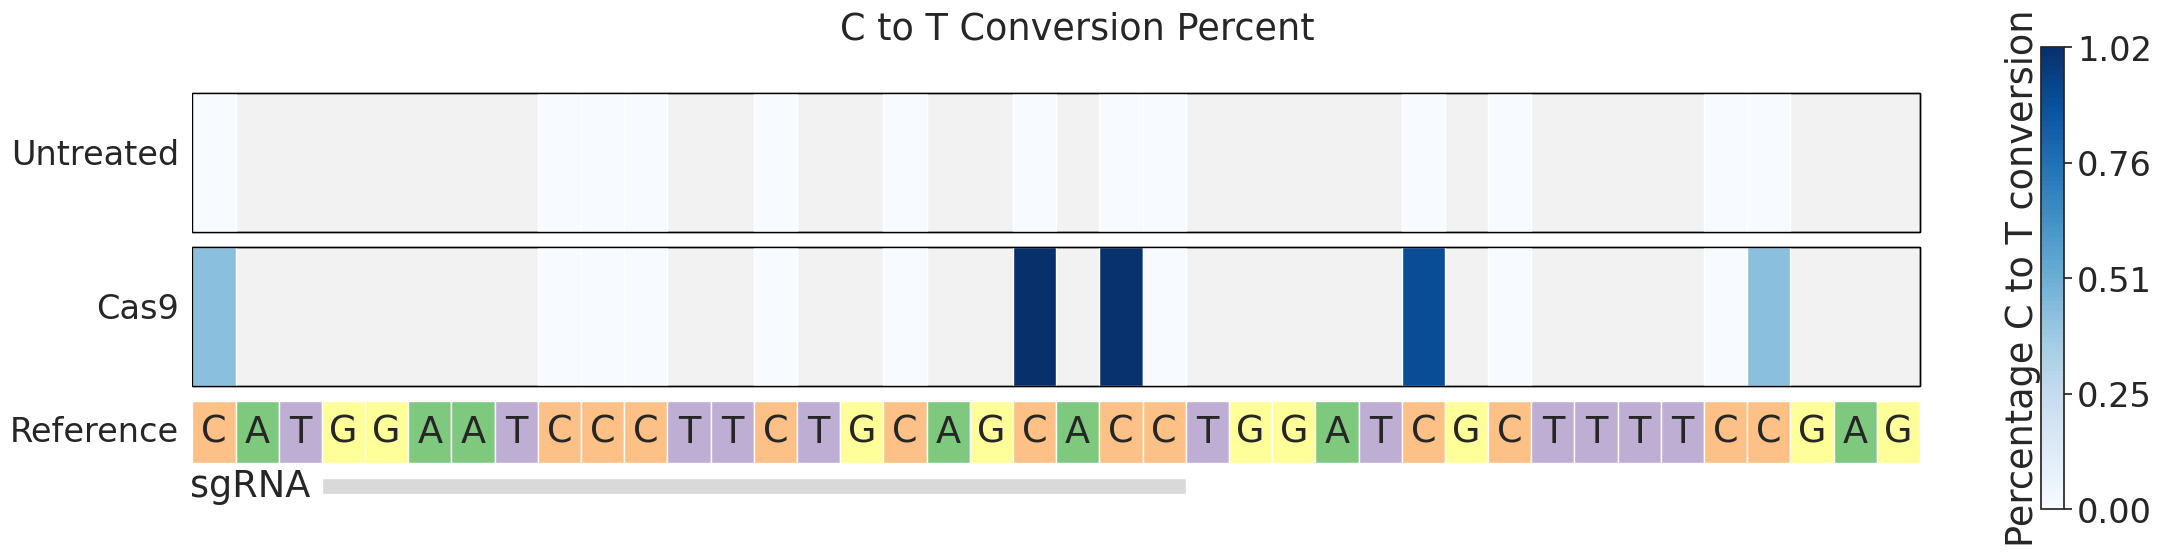 C to T Conversion Percent
Untreated
Cas9
Reference C A T G G A A T C C C T T C T G C A G C A C C T G G A T C G C T T T T C C G A G
sgRNA
Percentage C to T conversion
1.02
0.76
0.51
0.25
0.00